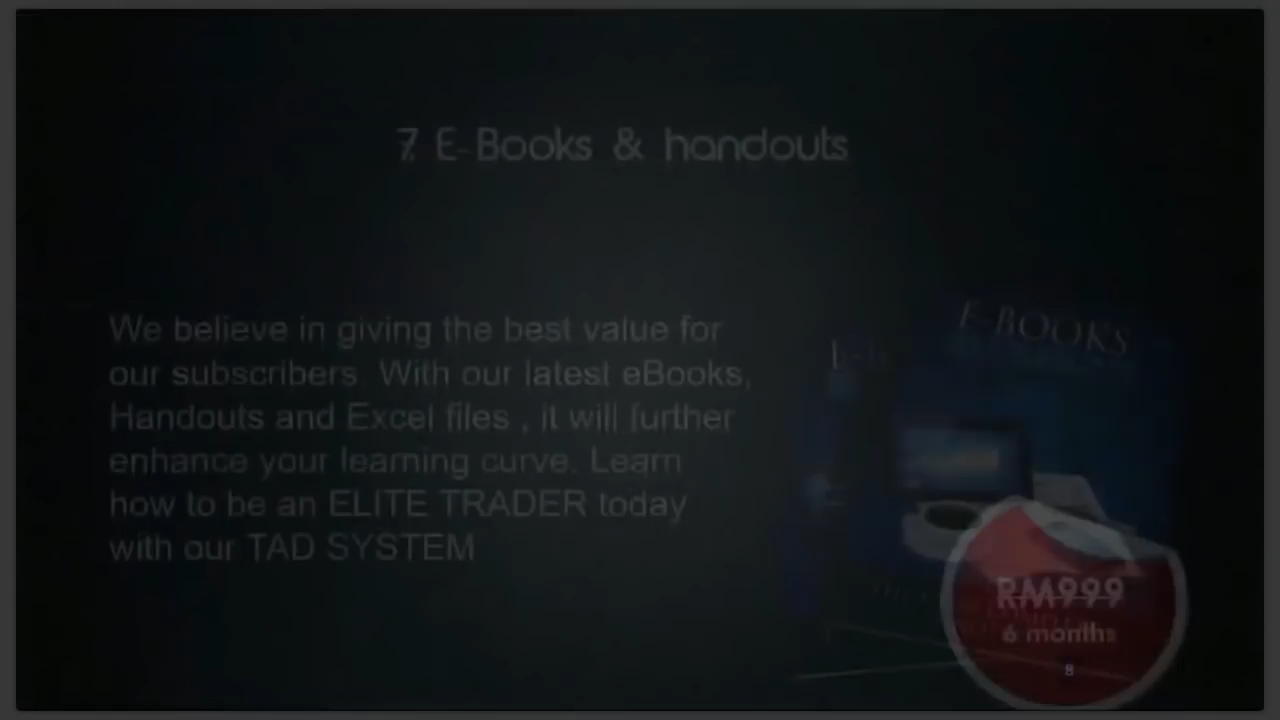 7. E-Books & handouts
We believe in giving the best value for
our subscribers. With our latest eBooks,
Handouts and Excel files , it will further
enhance your learning curve. Learn
how to be an ELITE TRADER today
with our TAD SYSTEM
E-BOOKS
RM999
6 months
8